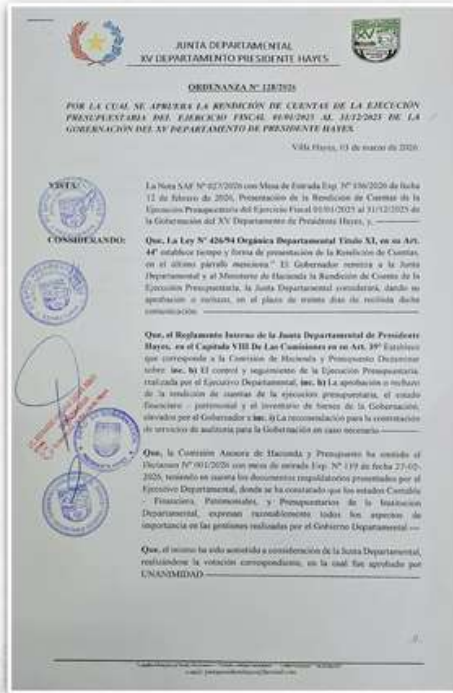 JUNTA DEPARTAMENTAL
XV DEPARTAMENTO PRESIDENTE HAYES
ORDENANZA Nº 128/2026
POR LA CUAL SE APRUEBA LA RENDICIÓN DE CUENTAS DE LA EJECUCIÓN
PRESUPUESTARIA DEL EJERCICIO FISCAL 01/01/2025 AL 31/12/2025 DE LA
GOBERNACIÓN DEL XV DEPARTAMENTO DE PRESIDENTE HAYES.
Villa Hayes, 03 de marzo de 2026
VISTA:
La Nota SAF Nº 027/2026 con Mesa de Entrada Exp. Nº 106/2026 de fecha
12 de febrero de 2026, Presentación de la Rendición de Cuentas de la
Ejecución Presupuestaria del Ejercicio Fiscal 01/01/2025 al 31/12/2025 de
la Gobernación del XV Departamento de Presidente Hayes, y,
CONSIDERANDO:
Que, La Ley Nº 426/94 Orgánica Departamental Título XI, en su Art.
44º establece tiempo y forma de presentación de la Rendición de Cuentas,
en el último párrafo menciona." El Gobernador remitirá a la Junta
Departamental y al Ministerio de Hacienda la Rendición de Cuenta de la
Ejecución Presupuestaria, la Junta Departamental considerará, dando su
aprobación o rechazo, en el plazo de treinta días de recibida dicha
comunicación.
Que, el Reglamento Interno de la Junta Departamental de Presidente
Hayes, en el Capítulo VIII De Las Comisiones en su Art. 39º Establece
que corresponde a la Comisión de Hacienda y Presupuesto Dictaminar
sobre: inc. b) El control y seguimiento de la Ejecución Presupuestaria,
realizada por el Ejecutivo Departamental, inc. h) La aprobación o rechazo
de la rendición de cuentas de la ejecución presupuestaria, el estado
financiero - patrimonial y el inventario de bienes de la Gobernación,
elevados por el Gobernador e inc. i) La recomendación para la contratación
de servicios de auditoría para la Gobernación en caso necesario
Que, la Comisión Asesora de Hacienda y Presupuesto ha emitido el
Dictamen Nº 001/2026 con mesa de entrada Exp. Nº 119 de fecha 27-02-
2026, teniendo en cuenta los documentos respaldatorios presentados por el
Ejecutivo Departamental, donde se ha constatado que los estados Contable
- Financiera, Patrimoniales, y Presupuestarios de la Institución
Departamental, expresan razonablemente todos los aspectos de
importancia en las gestiones realizadas por el Gobierno Departamental
Que, el mismo ha sido sometido a consideración de la Junta Departamental,
realizándose la votación correspondiente, en la cual fue aprobado por
UNANIMIDAD